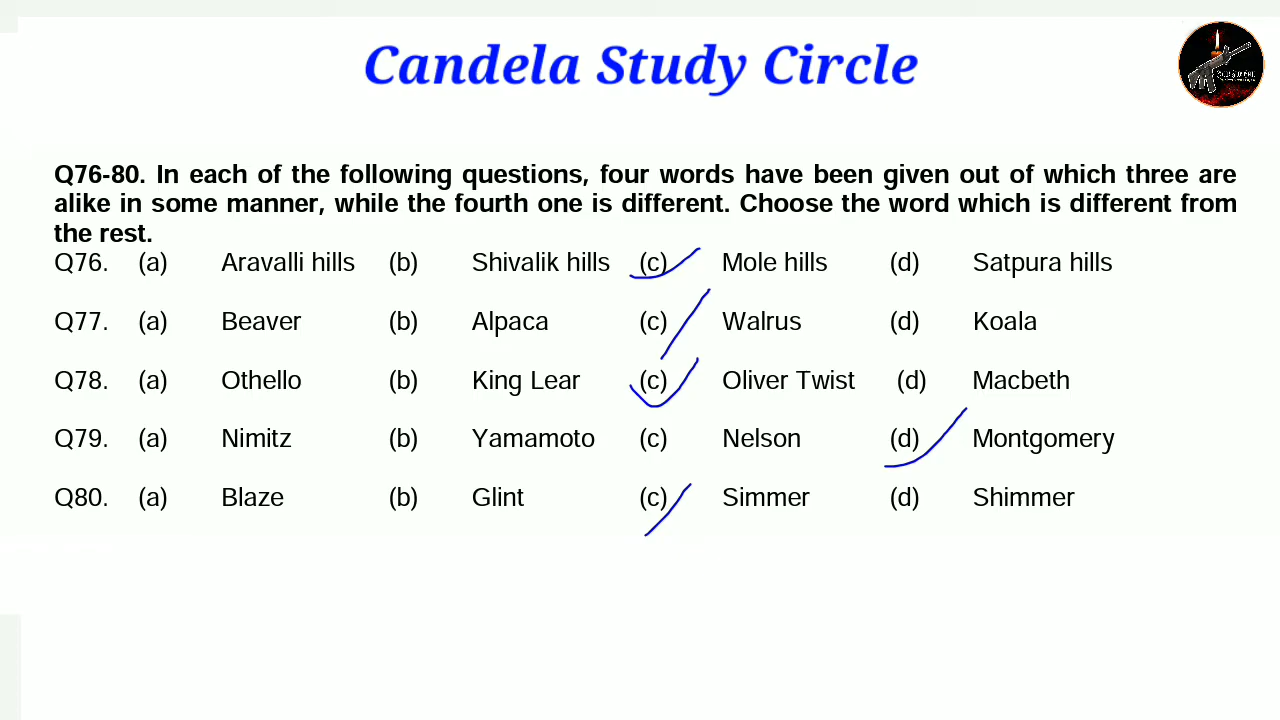 Candela Study Circle
Q76-80. In each of the following questions, four words have been given out of which three are
alike in some manner, while the fourth one is different. Choose the word which is different from
the rest.
Q76. (a) Aravalli hills (b) Shivalik hills (c) Mole hills (d) Satpura hills
Q77. (a) Beaver (b) Alpaca (c) Walrus (d) Koala
Q78. (a) Othello (b) King Lear (c) Oliver Twist (d) Macbeth
Q79. (a) Nimitz (b) Yamamoto (c) Nelson (d) Montgomery
Q80. (a) Blaze (b) Glint (c) Simmer (d) Shimmer